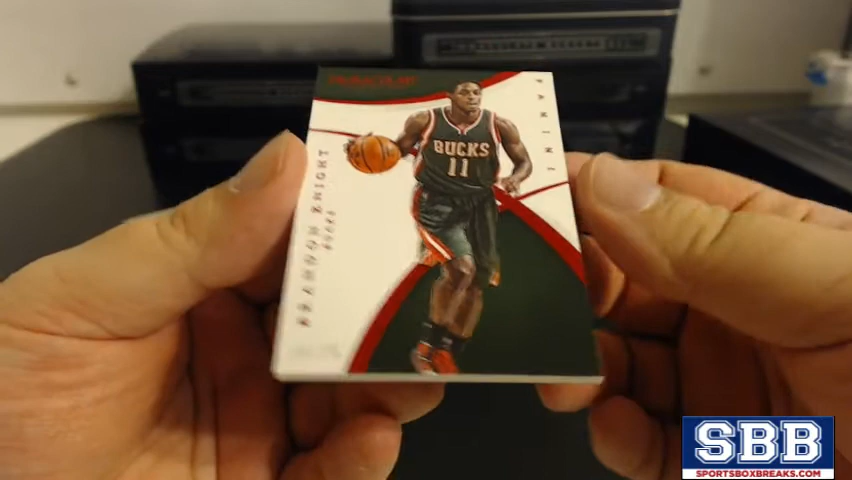 PANINI
BUCKS
11
BRANDON KNIGHT
BUCKS
SBB
SPORTSBOXBREAKS.COM